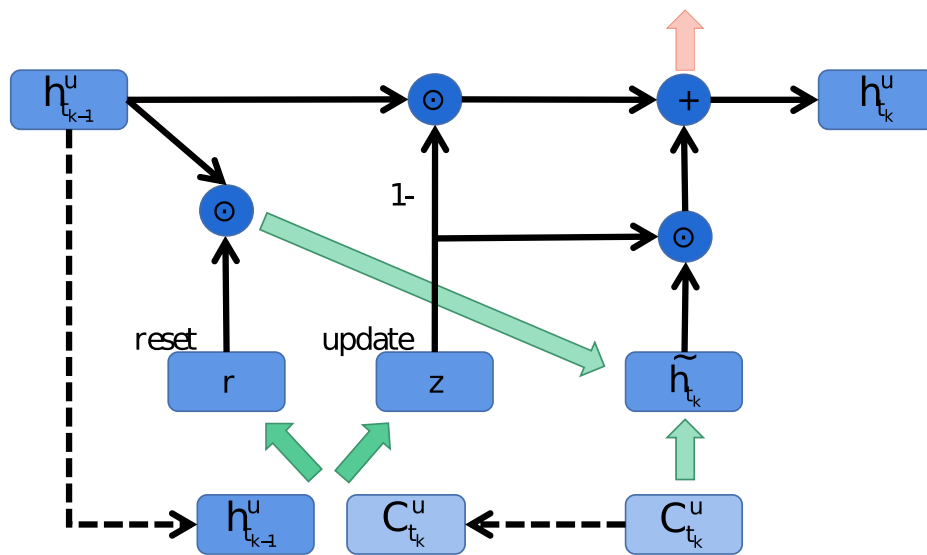 h^u_{t_{k-1}} ⊙ + h^u_{t_k}
1-
⊙ ⊙
reset update
r z h̃_{t_k}
h^u_{t_{k-1}} C^u_{t_k} C^u_{t_k}